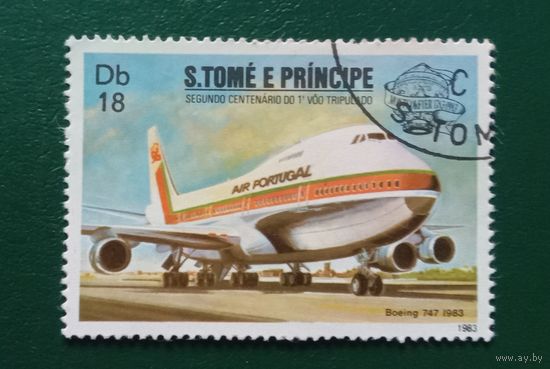 Db
18
S.TOMÉ E PRÍNCIPE
SEGUNDO CENTENÁRIO DO 1º VÔO TRIPULADO
C
S. TOM
AIR PORTUGAL
Boeing 747 1983
1983
www.ay.by